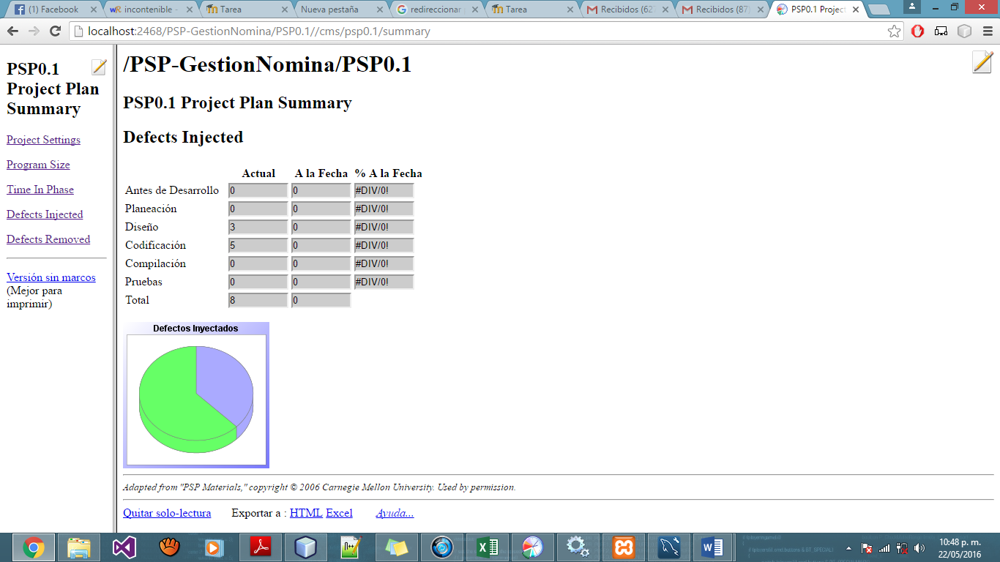 (1) Facebook
incontenible -
Tarea
Nueva pestaña
redireccionar
Tarea
Recibidos (62
Recibidos (87)
PSP0.1 Project
localhost:2468/PSP-GestionNomina/PSP0.1//cms/psp0.1/summary
PSP0.1
Project Plan
Summary
Project Settings
Program Size
Time In Phase
Defects Injected
Defects Removed
Versión sin marcos
(Mejor para
imprimir)
/PSP-GestionNomina/PSP0.1
PSP0.1 Project Plan Summary
Defects Injected
Actual A la Fecha % A la Fecha
Antes de Desarrollo 0 0 #DIV/0!
Planeación 0 0 #DIV/0!
Diseño 3 0 #DIV/0!
Codificación 5 0 #DIV/0!
Compilación 0 0 #DIV/0!
Pruebas 0 0 #DIV/0!
Total 8 0
Defectos Inyectados
Adapted from "PSP Materials," copyright © 2006 Carnegie Mellon University. Used by permission.
Quitar solo-lectura Exportar a : HTML Excel Ayuda...
10:48 p. m.
22/05/2016